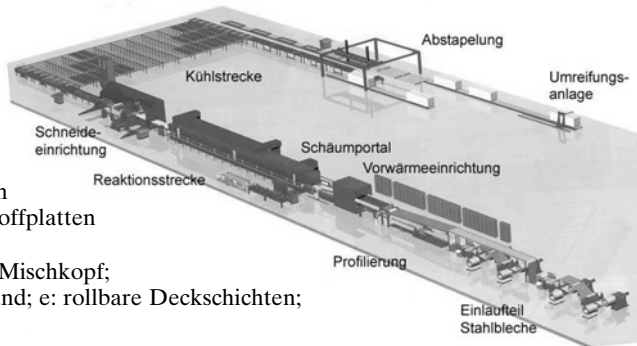 Abstapelung
Kühlstrecke
Umreifungs-
anlage
Schneide-
einrichtung
Schäumportal
Vorwärmeeinrichtung
Reaktionsstrecke
Profilierung
Einlaufteil
Stahlbleche
offplatten
Mischkopf;
nd; e: rollbare Deckschichten;